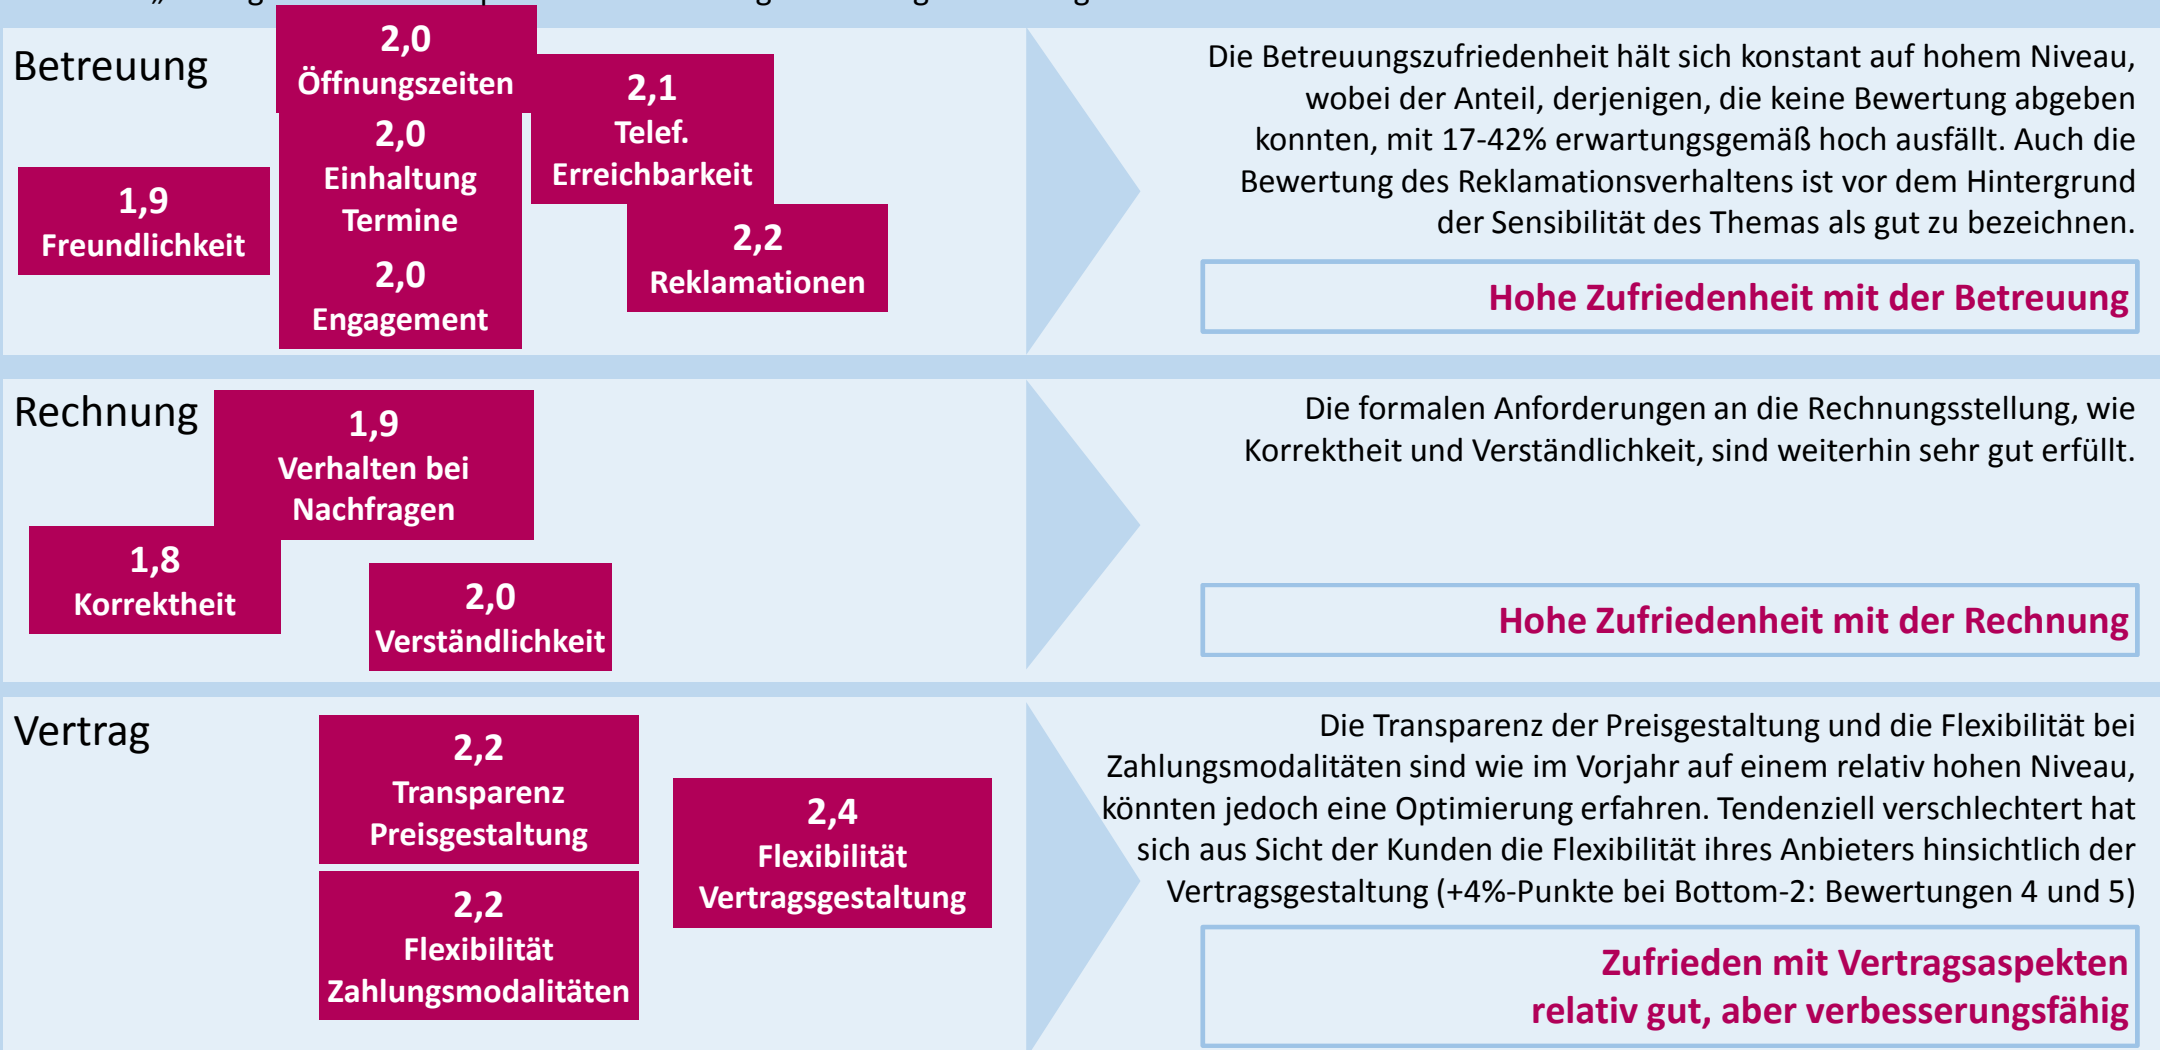 Betreuung
2,0
Öffnungszeiten
2,0
Einhaltung
Termine
2,0
Engagement
2,1
Telef.
Erreichbarkeit
1,9
Freundlichkeit
2,2
Reklamationen
Die Betreuungszufriedenheit hält sich konstant auf hohem Niveau,
wobei der Anteil, derjenigen, die keine Bewertung abgeben
konnten, mit 17-42% erwartungsgemäß hoch ausfällt. Auch die
Bewertung des Reklamationsverhaltens ist vor dem Hintergrund
der Sensibilität des Themas als gut zu bezeichnen.
Hohe Zufriedenheit mit der Betreuung
Rechnung
1,9
Verhalten bei
Nachfragen
1,8
Korrektheit
2,0
Verständlichkeit
Die formalen Anforderungen an die Rechnungsstellung, wie
Korrektheit und Verständlichkeit, sind weiterhin sehr gut erfüllt.
Hohe Zufriedenheit mit der Rechnung
Vertrag
2,2
Transparenz
Preisgestaltung
2,2
Flexibilität
Zahlungsmodalitäten
2,4
Flexibilität
Vertragsgestaltung
Die Transparenz der Preisgestaltung und die Flexibilität bei
Zahlungsmodalitäten sind wie im Vorjahr auf einem relativ hohen Niveau,
könnten jedoch eine Optimierung erfahren. Tendenziell verschlechtert hat
sich aus Sicht der Kunden die Flexibilität ihres Anbieters hinsichtlich der
Vertragsgestaltung (+4%-Punkte bei Bottom-2: Bewertungen 4 und 5)
Zufrieden mit Vertragsaspekten
relativ gut, aber verbesserungsfähig